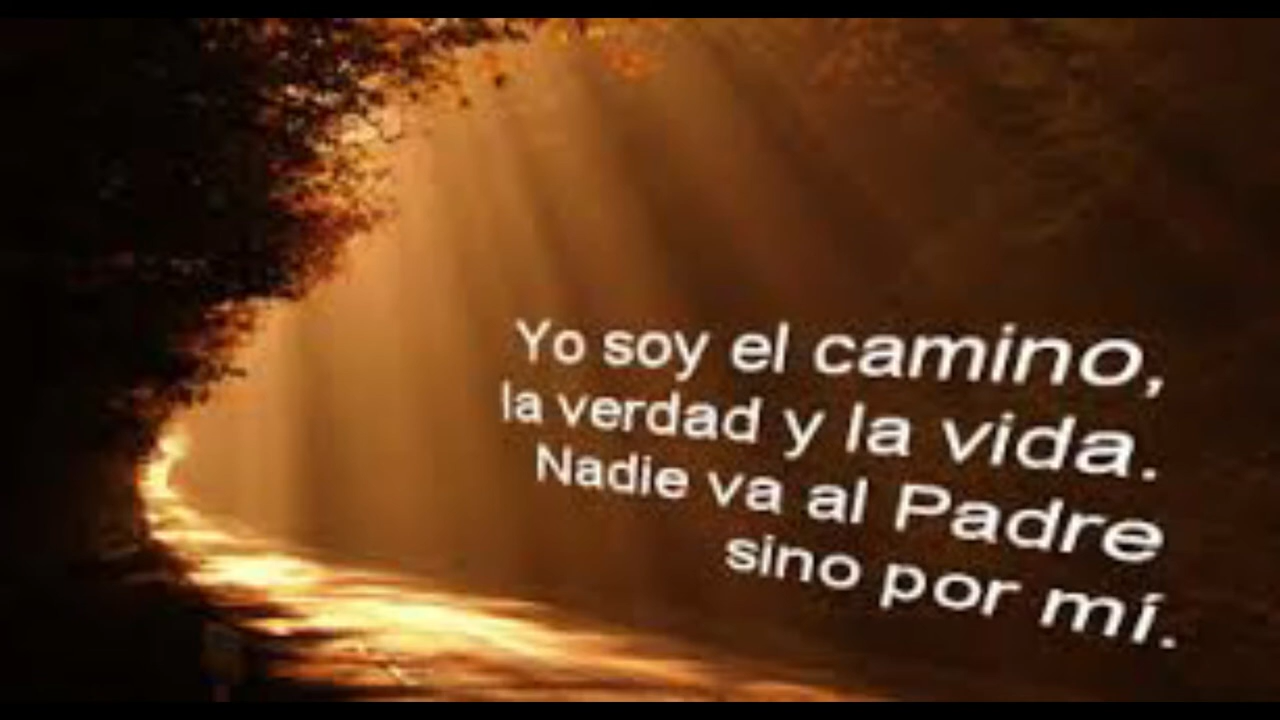 Yo soy el camino,
la verdad y la vida.
Nadie va al Padre
sino por mí.